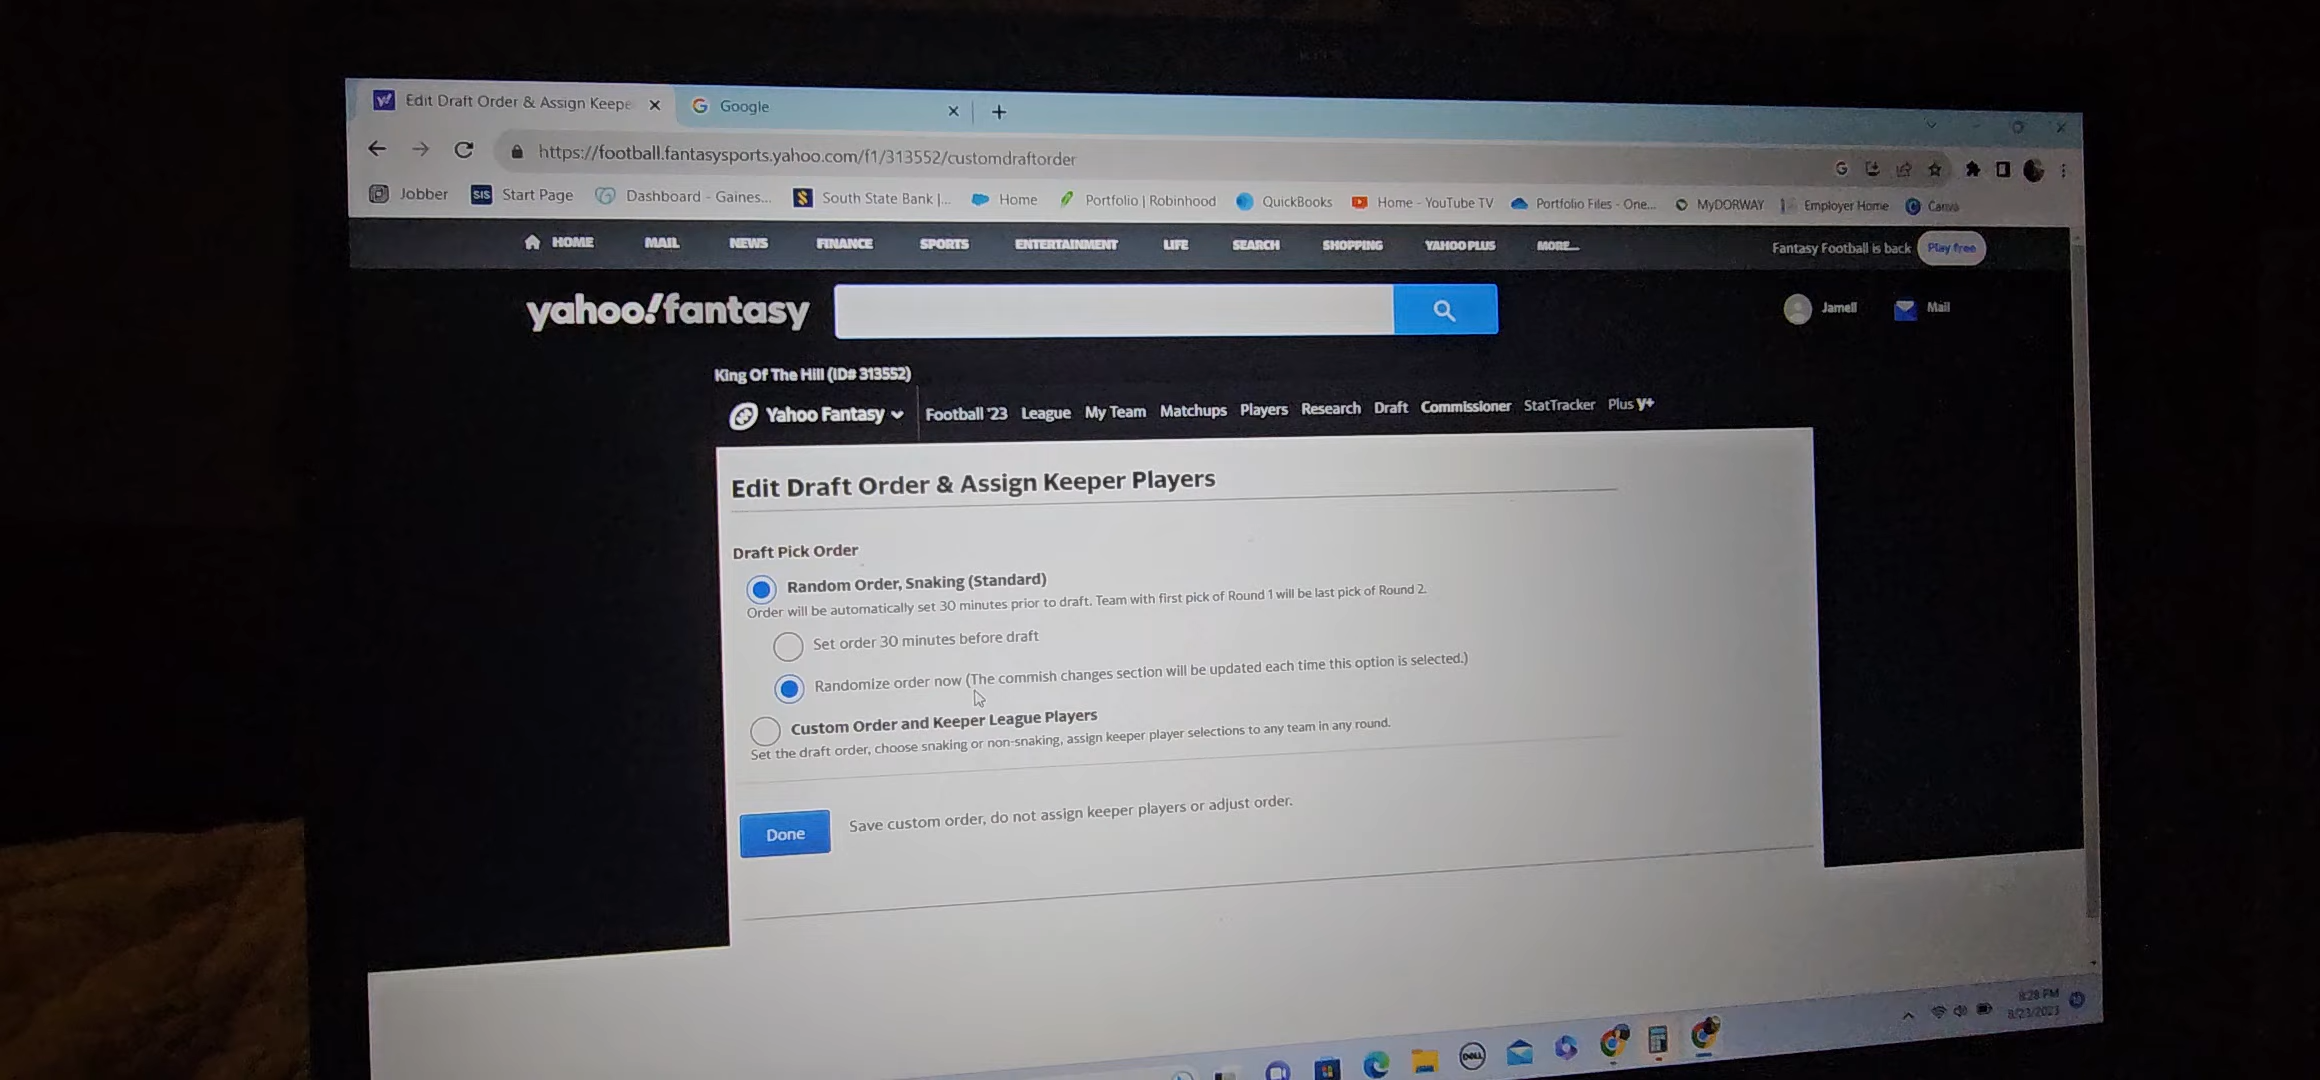 Edit Draft Order & Assign Keepe
Google
https://football.fantasysports.yahoo.com/f1/313552/customdraftorder
Jobber
SIS Start Page
Dashboard - Gaines...
South State Bank |...
Home
Portfolio | Robinhood
QuickBooks
Home - YouTube TV
Portfolio Files - One...
MyDORWAY
Employer Home
Canva
HOME MAIL NEWS FINANCE SPORTS ENTERTAINMENT LIFE SEARCH SHOPPING YAHOO PLUS MORE...
Fantasy Football is back Play free
yahoo!fantasy
Jamell
Mail
King Of The Hill (ID# 313552)
Yahoo Fantasy Football '23 League My Team Matchups Players Research Draft Commissioner StatTracker Plus y+
Edit Draft Order & Assign Keeper Players
Draft Pick Order
Random Order, Snaking (Standard)
Order will be automatically set 30 minutes prior to draft. Team with first pick of Round 1 will be last pick of Round 2.
Set order 30 minutes before draft
Randomize order now (The commish changes section will be updated each time this option is selected.)
Custom Order and Keeper League Players
Set the draft order, choose snaking or non-snaking, assign keeper player selections to any team in any round.
Done Save custom order, do not assign keeper players or adjust order.
8:28 PM
8/23/2023
DELL